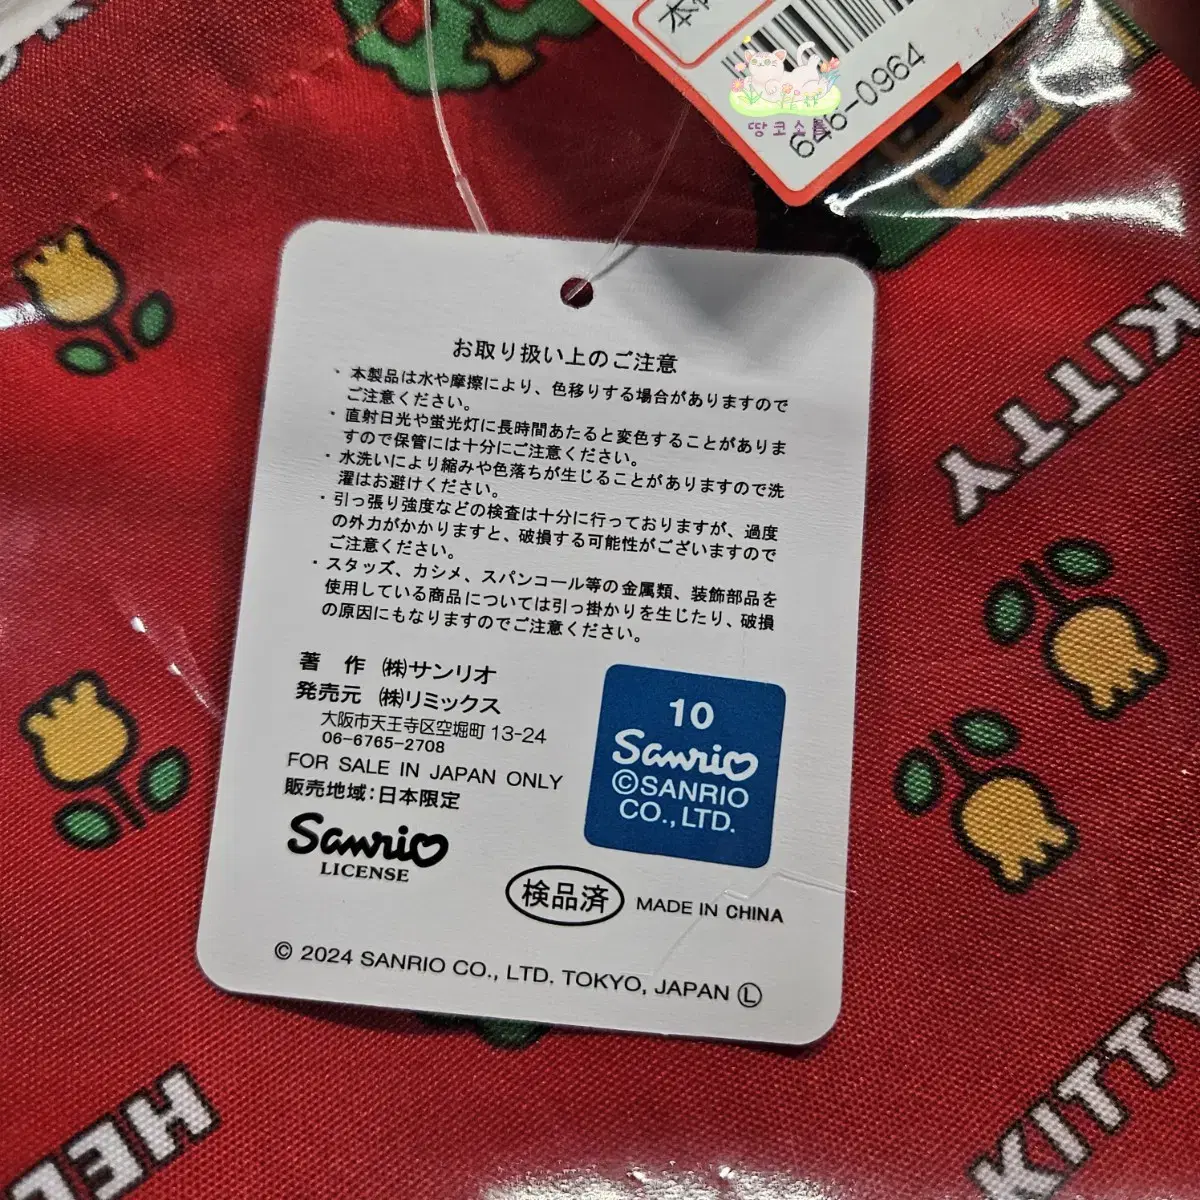 646-0964
땅코소
お取り扱い上のご注意
・本製品は水や摩擦により、色移りする場合がありますので
ご注意ください。
・直射日光や蛍光灯に長時間あたると変色することがありま
すので保管には十分にご注意ください。
・水洗いにより縮みや色落ちが生じることがありますので洗
濯はお避けください。
・引っ張り強度などの検査は十分に行っておりますが、過度
の外力がかかりますと、破損する可能性がございますので
ご注意ください。
・スタッズ、カシメ、スパンコール等の金属類、装飾部品を
使用している商品については引っ掛かりを生じたり、破損
の原因にもなりますのでご注意ください。
著 作 ㈱サンリオ
発売元 ㈱リミックス
大阪市天王寺区空堀町 13-24
06-6765-2708
FOR SALE IN JAPAN ONLY
販売地域:日本限定
Sanrio
LICENSE
10
Sanrio
©SANRIO
CO.,LTD.
検品済
MADE IN CHINA
© 2024 SANRIO CO., LTD. TOKYO, JAPAN Ⓛ
KITTY
KITTY
HEL